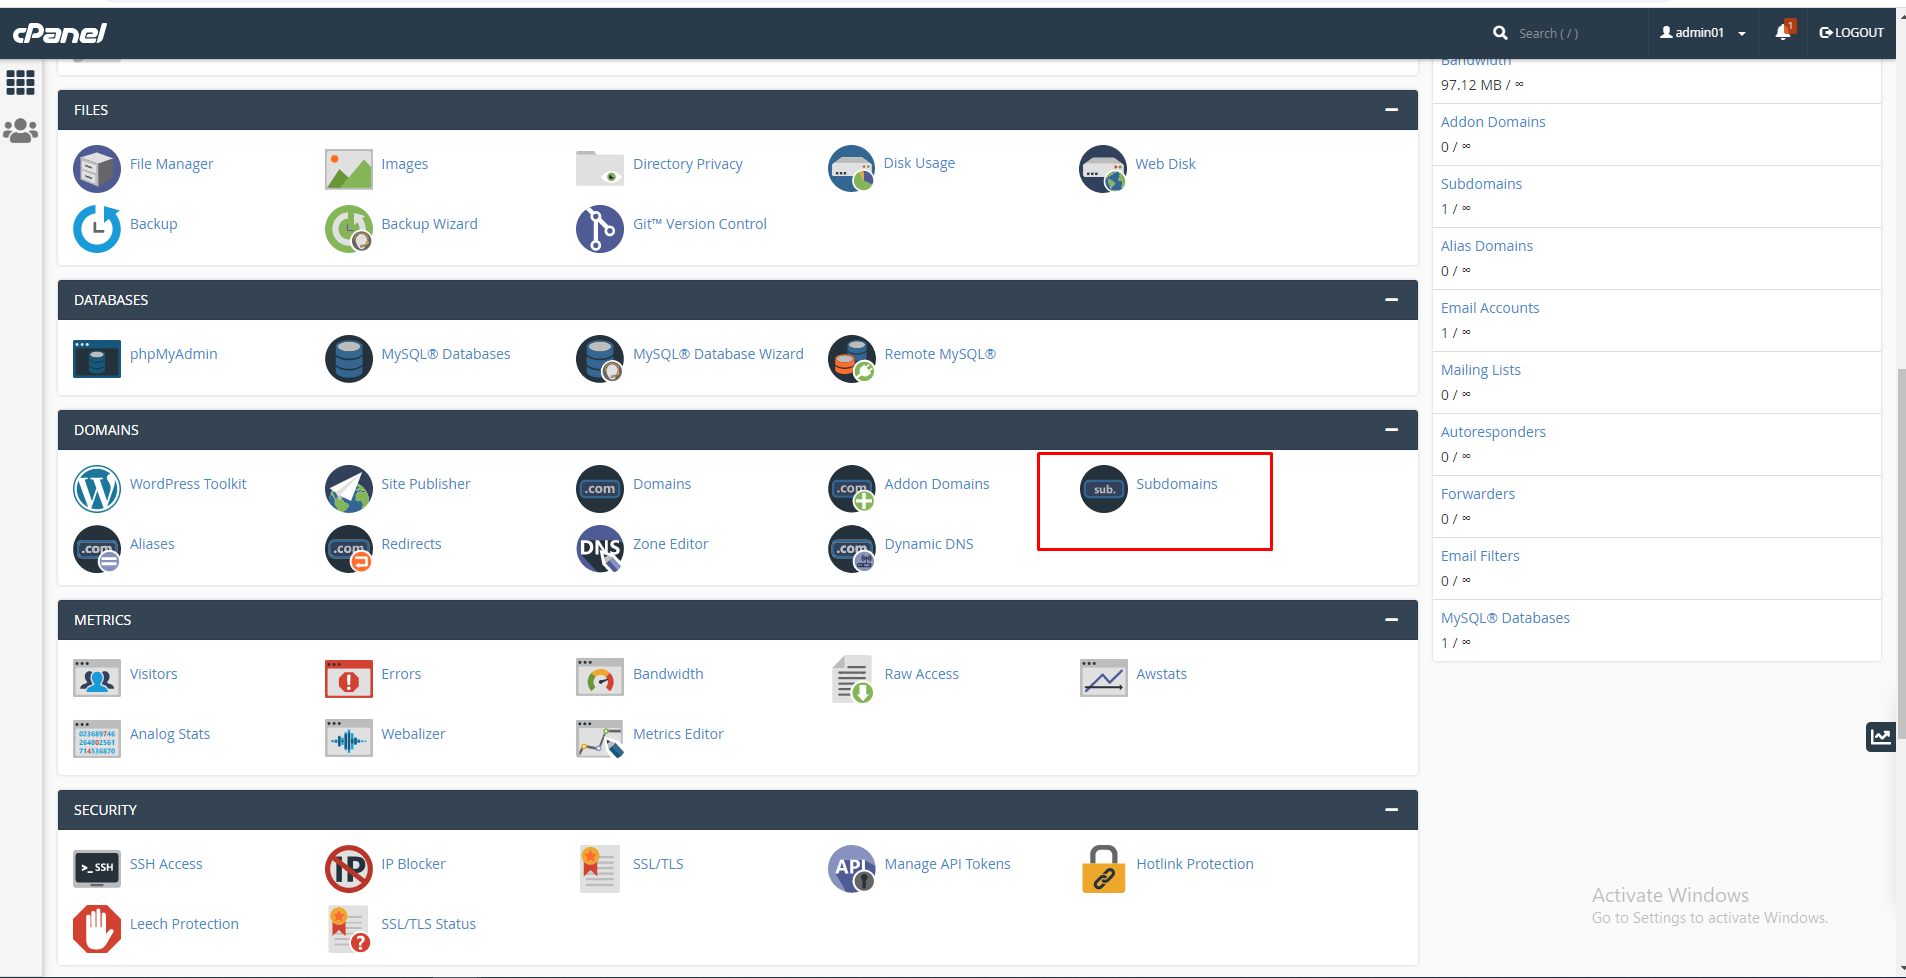 cPanel
Search ( / )
admin01
1
LOGOUT
FILES
File Manager
Images
Directory Privacy
Disk Usage
Web Disk
Backup
Backup Wizard
Git™ Version Control
DATABASES
phpMyAdmin
MySQL® Databases
MySQL® Database Wizard
Remote MySQL®
DOMAINS
WordPress Toolkit
Site Publisher
.com
Domains
.com
Addon Domains
sub.
Subdomains
.com
Aliases
.com
Redirects
DNS
Zone Editor
.com
Dynamic DNS
METRICS
Visitors
Errors
Bandwidth
Raw Access
Awstats
023689746
264802561
714536870
Analog Stats
Webalizer
Metrics Editor
SECURITY
>_SSH
SSH Access
IP
IP Blocker
SSL/TLS
API
Manage API Tokens
Hotlink Protection
Leech Protection
SSL/TLS Status
Bandwidth
97.12 MB / ∞
Addon Domains
0 / ∞
Subdomains
1 / ∞
Alias Domains
0 / ∞
Email Accounts
1 / ∞
Mailing Lists
0 / ∞
Autoresponders
0 / ∞
Forwarders
0 / ∞
Email Filters
0 / ∞
MySQL® Databases
1 / ∞
Activate Windows
Go to Settings to activate Windows.